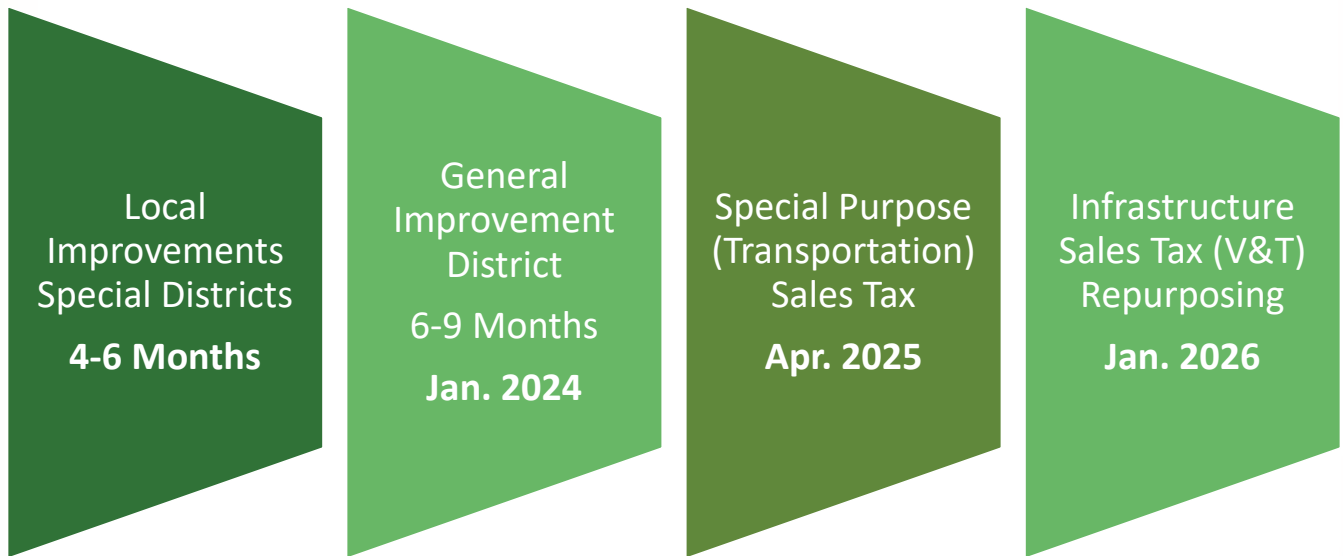 Local
Improvements
Special Districts
4-6 Months
General
Improvement
District
6-9 Months
Jan. 2024
Special Purpose
(Transportation)
Sales Tax
Apr. 2025
Infrastructure
Sales Tax (V&T)
Repurposing
Jan. 2026